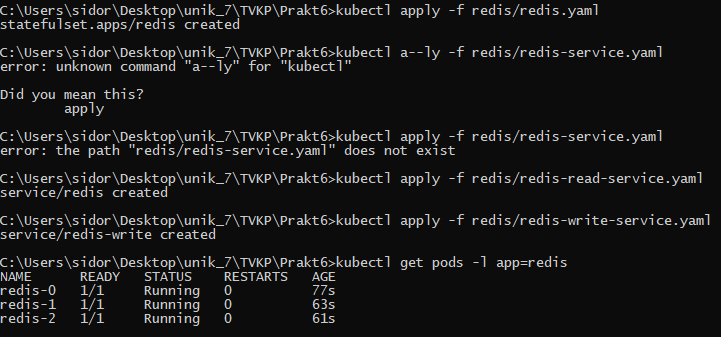 C:\Users\sidor\Desktop\unik_7\TVKP\Prakt6>kubectl apply -f redis/redis.yaml
statefulset.apps/redis created
C:\Users\sidor\Desktop\unik_7\TVKP\Prakt6>kubectl a--ly -f redis/redis-service.yaml
error: unknown command "a--ly" for "kubectl"
Did you mean this?
        apply
C:\Users\sidor\Desktop\unik_7\TVKP\Prakt6>kubectl apply -f redis/redis-service.yaml
error: the path "redis/redis-service.yaml" does not exist
C:\Users\sidor\Desktop\unik_7\TVKP\Prakt6>kubectl apply -f redis/redis-read-service.yaml
service/redis created
C:\Users\sidor\Desktop\unik_7\TVKP\Prakt6>kubectl apply -f redis/redis-write-service.yaml
service/redis-write created
C:\Users\sidor\Desktop\unik_7\TVKP\Prakt6>kubectl get pods -l app=redis
NAME      READY   STATUS    RESTARTS   AGE
redis-0   1/1     Running   0          77s
redis-1   1/1     Running   0          63s
redis-2   1/1     Running   0          61s